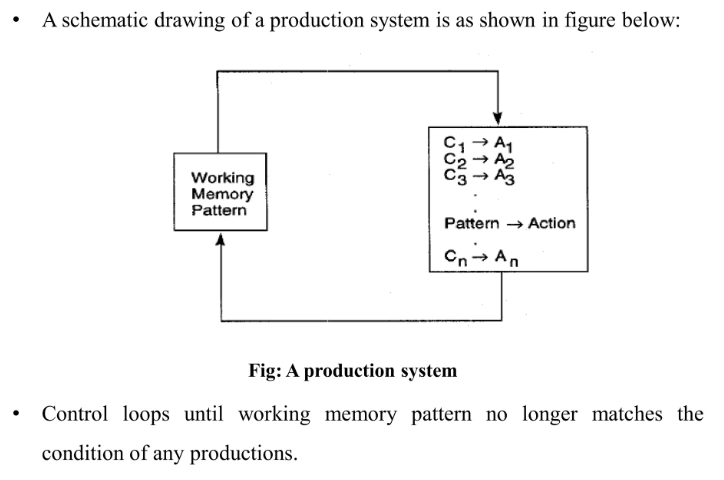 • A schematic drawing of a production system is as shown in figure below:
Working
Memory
Pattern
C₁ → A₁
C₂ → A₂
C₃ → A₃
.
.
Pattern → Action
.
Cₙ → Aₙ
Fig: A production system
• Control loops until working memory pattern no longer matches the
condition of any productions.